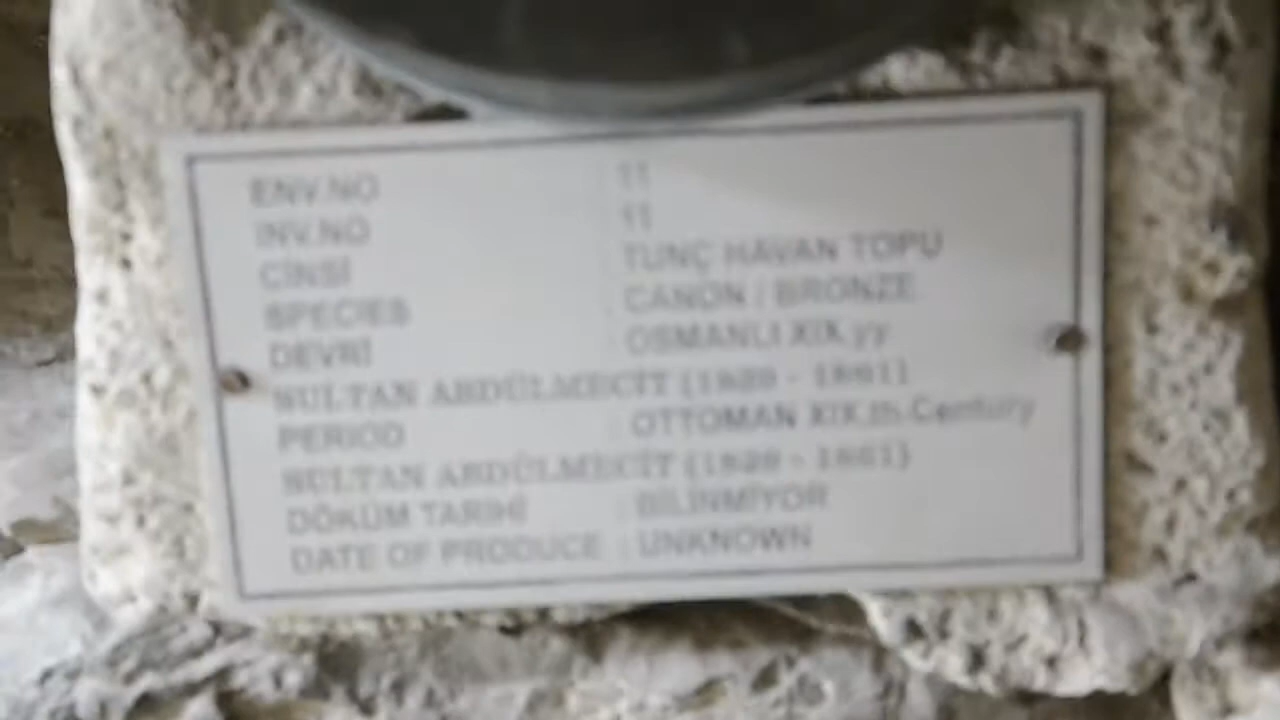 ENV.NO : 11
INV.NO : 11
CİNSİ : TUNÇ HAVAN TOPU
SPECIES : CANON / BRONZE
DEVRİ : OSMANLI XIX.yy
SULTAN ABDÜLMECİT (1839 - 1861)
PERIOD : OTTOMAN XIX.th.Century
SULTAN ABDÜLMECİT (1839 - 1861)
DÖKÜM TARİHİ : BİLİNMİYOR
DATE OF PRODUCE : UNKNOWN